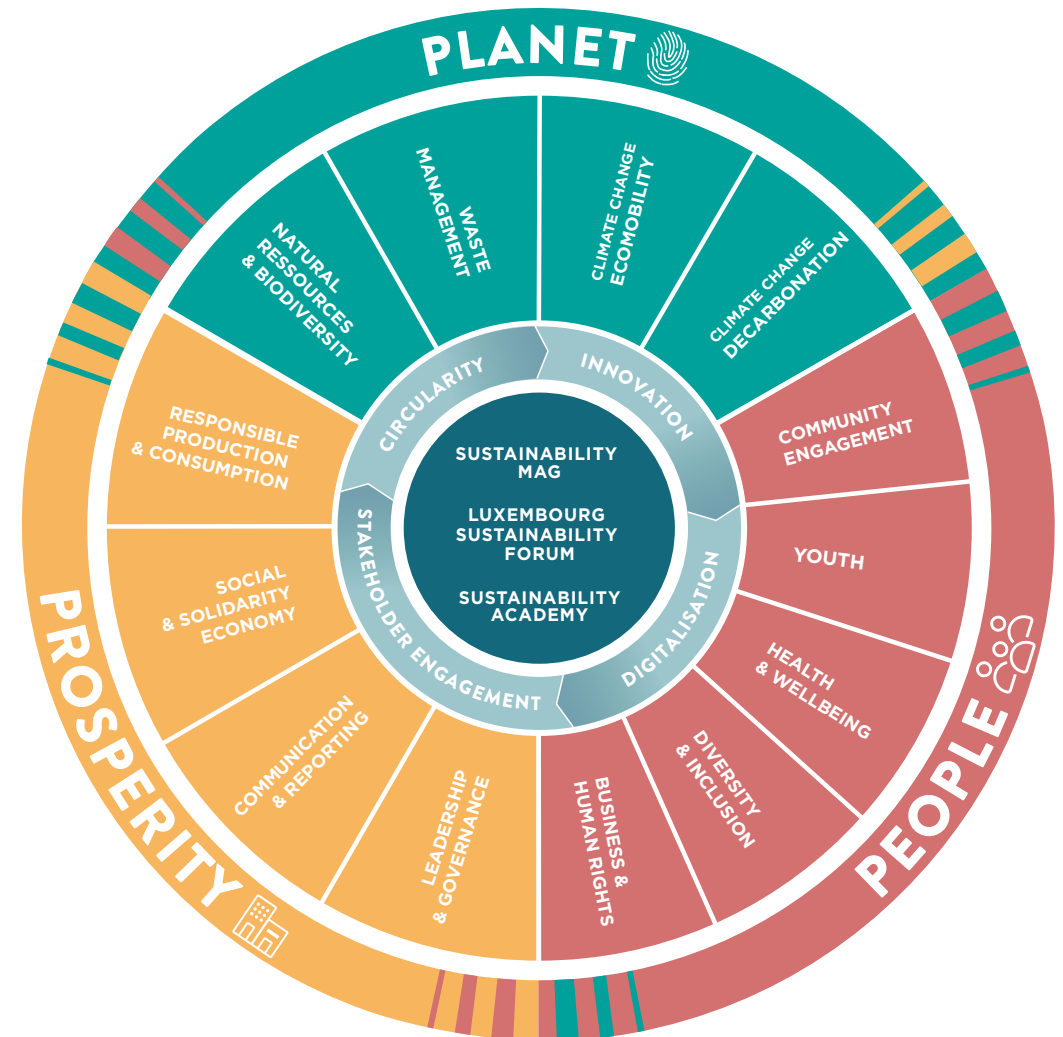 PLANET
NATURAL
RESSOURCES
& BIODIVERSITY
WASTE
MANAGEMENT
CLIMATE CHANGE
ECOMOBILITY
CLIMATE CHANGE
DECARBONATION
COMMUNITY
ENGAGEMENT
YOUTH
HEALTH
& WELLBEING
DIVERSITY
& INCLUSION
BUSINESS &
HUMAN RIGHTS
PEOPLE
LEADERSHIP
& GOVERNANCE
COMMUNICATION
& REPORTING
SOCIAL
& SOLIDARITY
ECONOMY
RESPONSIBLE
PRODUCTION
& CONSUMPTION
PROSPERITY
CIRCULARITY
INNOVATION
DIGITALISATION
STAKEHOLDER ENGAGEMENT
SUSTAINABILITY
MAG
LUXEMBOURG
SUSTAINABILITY
FORUM
SUSTAINABILITY
ACADEMY